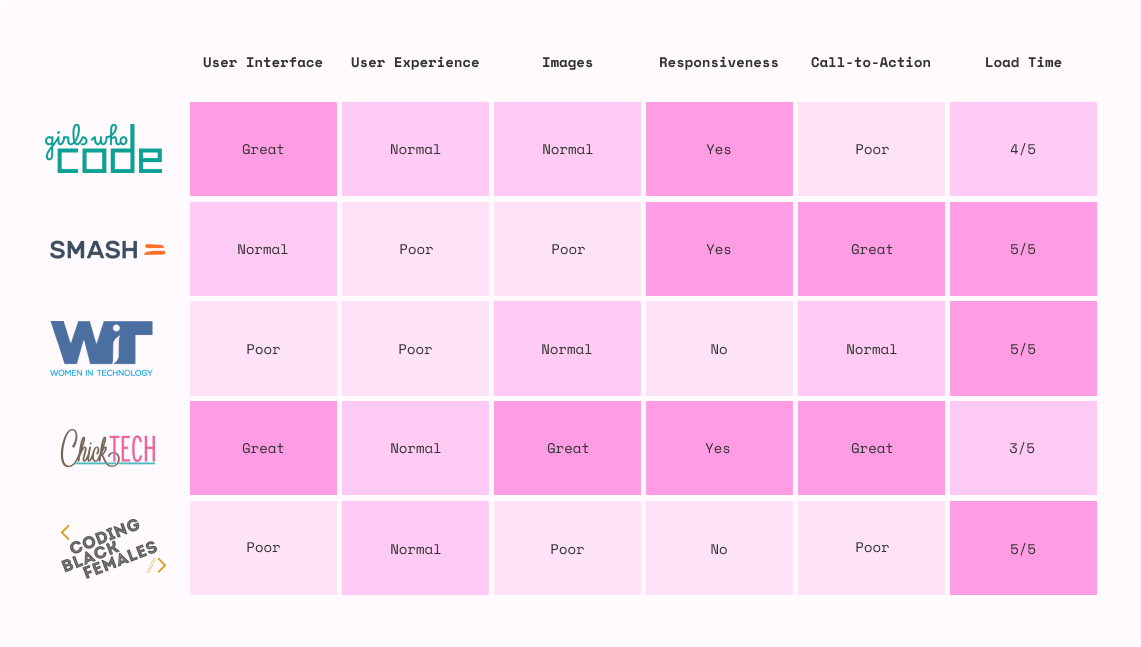 User Interface User Experience Images Responsiveness Call-to-Action Load Time
girls who
code
Great Normal Normal Yes Poor 4/5
SMASH
Normal Poor Poor Yes Great 5/5
WiT
WOMEN IN TECHNOLOGY
Poor Poor Normal No Normal 5/5
ChickTECH
Great Normal Great Yes Great 3/5
< CODING
BLACK
FEMALES //>
Poor Normal Poor No Poor 5/5